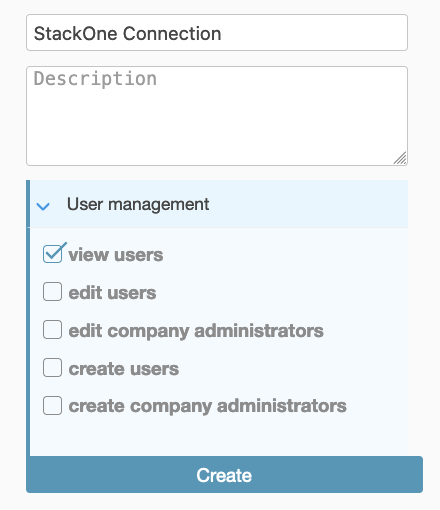 StackOne Connection
Description
User management
view users
edit users
edit company administrators
create users
create company administrators
Create